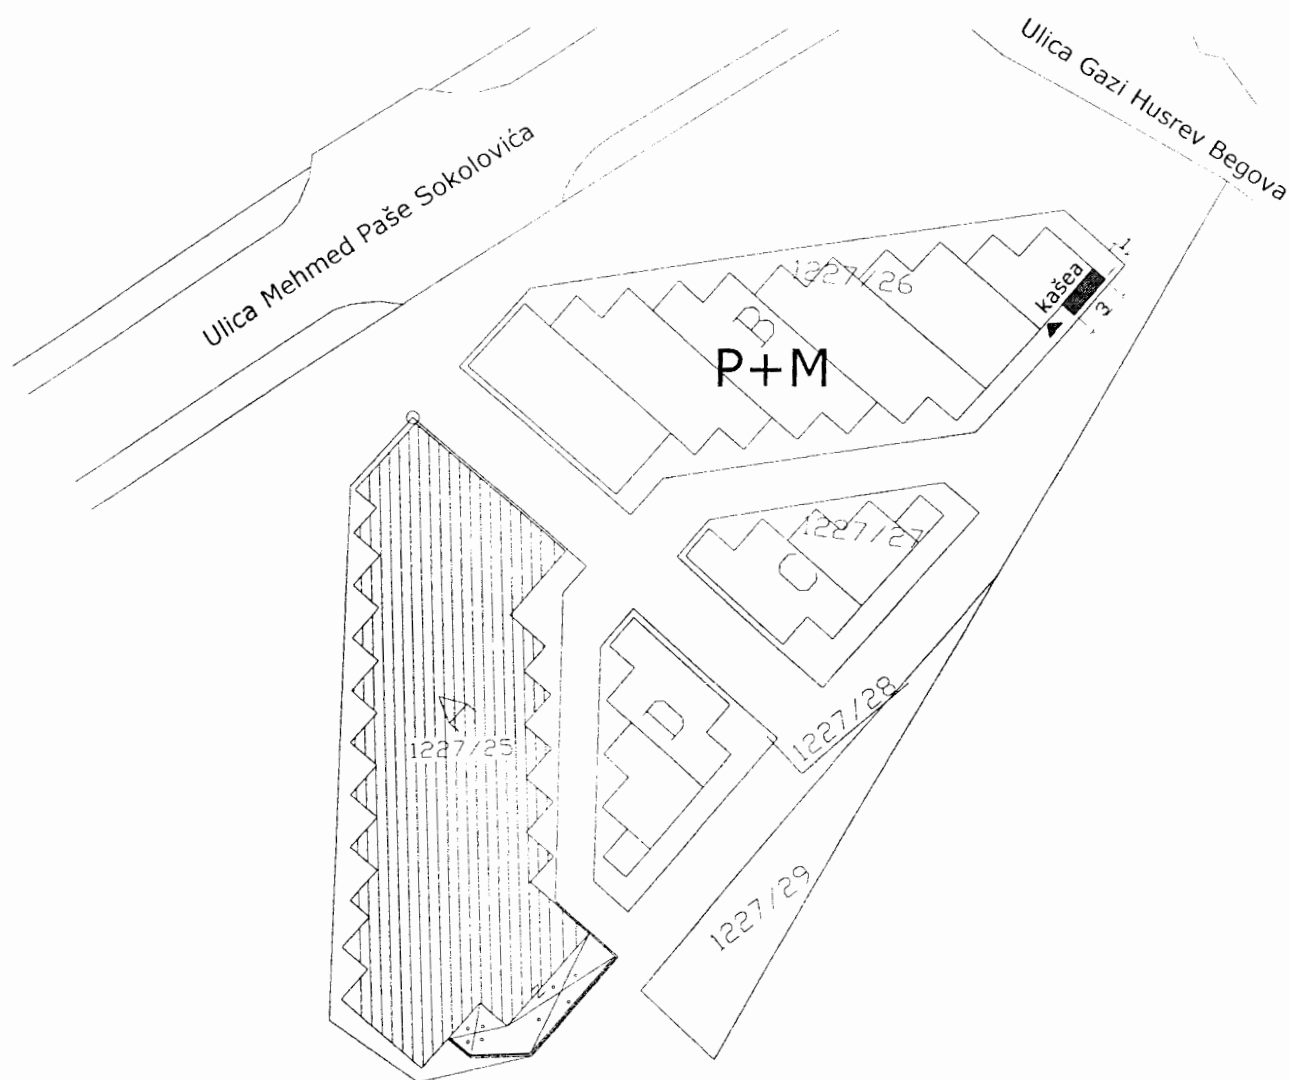 Ulica Gazi Husrev Begova
Ulica Mehmed Paše Sokolovića
1
kašea
3
1227/26
B
P+M
1227/27
C
D
A
1227/25
1227/28
1227/29